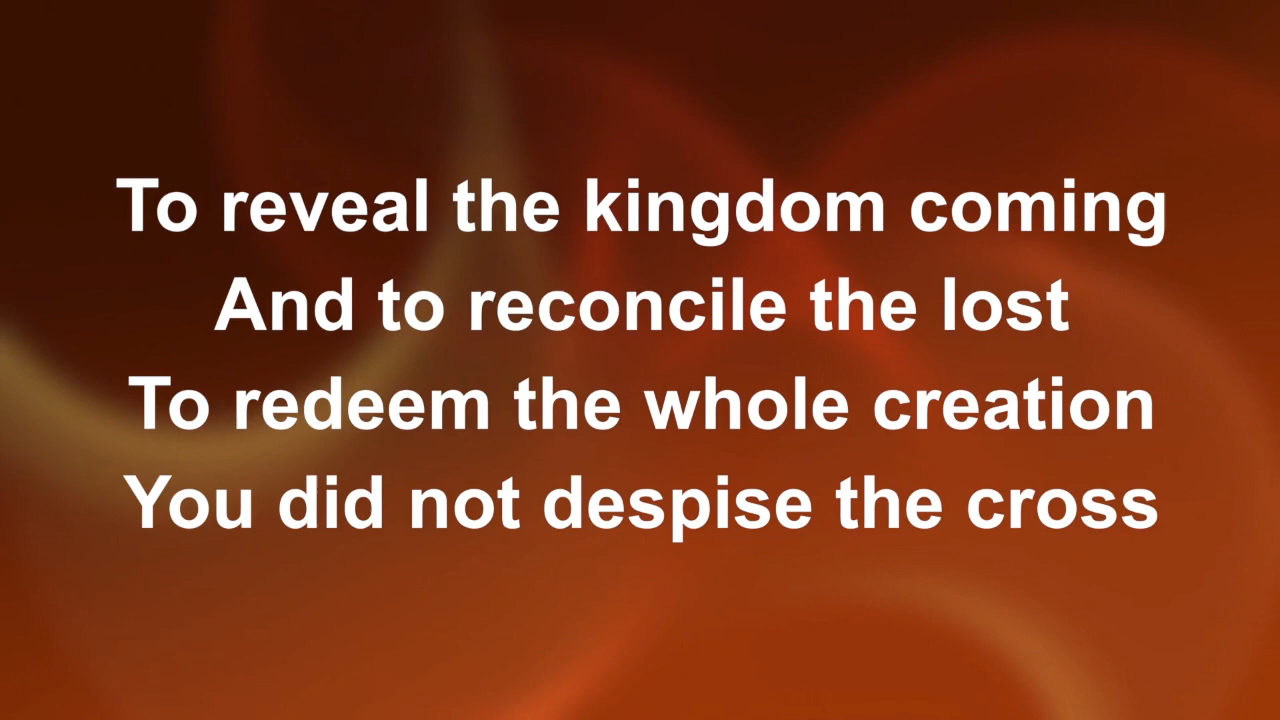 To reveal the kingdom coming
And to reconcile the lost
To redeem the whole creation
You did not despise the cross